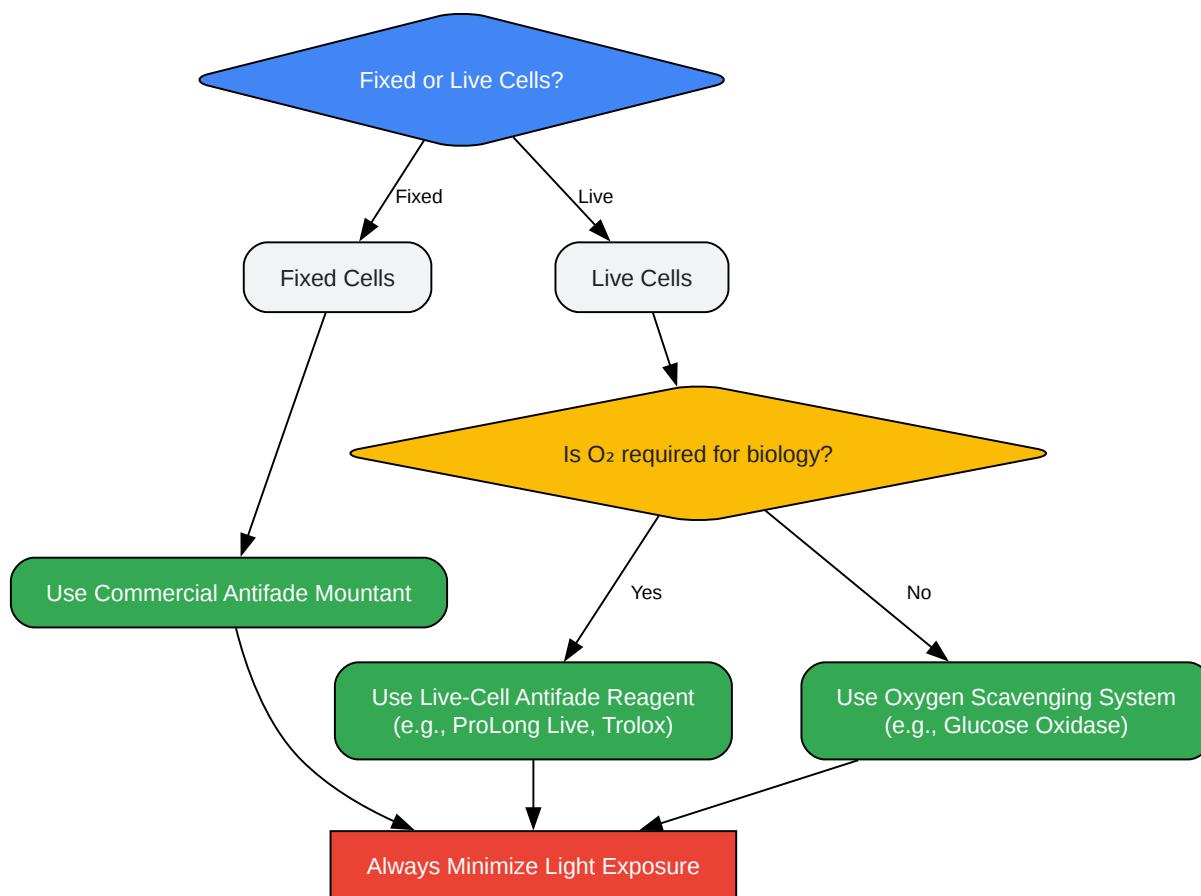 Fixed or Live Cells?
Fixed
Live
Fixed Cells
Live Cells
Is O₂ required for biology?
Use Commercial Antifade Mountant
Yes
No
Use Live-Cell Antifade Reagent
(e.g., ProLong Live, Trolox)
Use Oxygen Scavenging System
(e.g., Glucose Oxidase)
Always Minimize Light Exposure